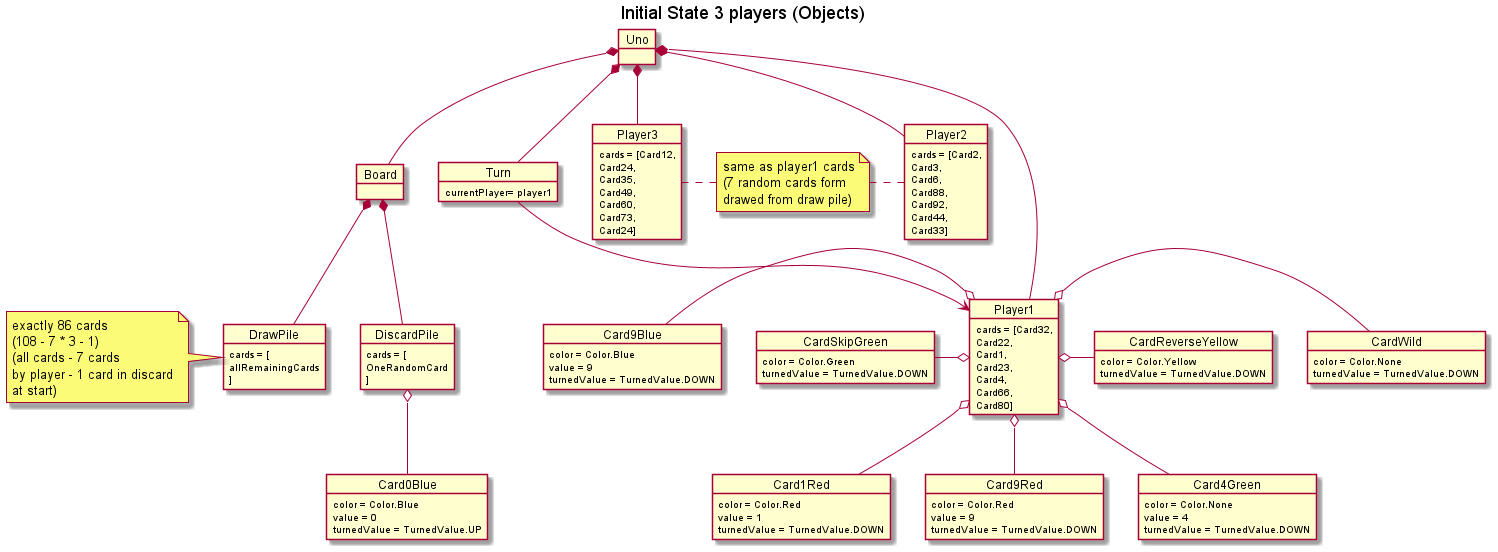 Initial State 3 players (Objects)
Uno
Player3
cards = [Card12,
Card24,
Card35,
Card49,
Card60,
Card73,
Card24]
same as player1 cards
(7 random cards form
drawed from draw pile)
Player2
cards = [Card2,
Card3,
Card6,
Card88,
Card92,
Card44,
Card33]
Board
Turn
currentPlayer= player1
exactly 86 cards
(108 - 7 * 3 - 1)
(all cards - 7 cards
by player - 1 card in discard
at start)
DrawPile
cards = [
allRemainingCards
]
DiscardPile
cards = [
OneRandomCard
]
Card9Blue
color = Color.Blue
value = 9
turnedValue = TurnedValue.DOWN
CardSkipGreen
color = Color.Green
turnedValue = TurnedValue.DOWN
Player1
cards = [Card32,
Card22,
Card1,
Card23,
Card4,
Card66,
Card80]
CardReverseYellow
color = Color.Yellow
turnedValue = TurnedValue.DOWN
CardWild
color = Color.None
turnedValue = TurnedValue.DOWN
Card0Blue
color = Color.Blue
value = 0
turnedValue = TurnedValue.UP
Card1Red
color = Color.Red
value = 1
turnedValue = TurnedValue.DOWN
Card9Red
color = Color.Red
value = 9
turnedValue = TurnedValue.DOWN
Card4Green
color = Color.None
value = 4
turnedValue = TurnedValue.DOWN